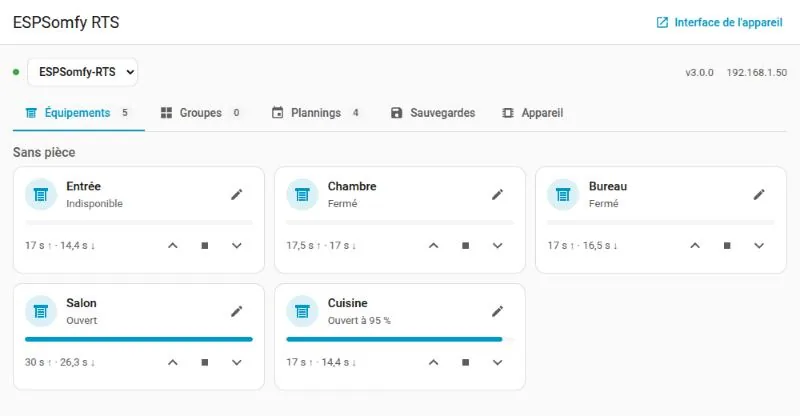 ESPSomfy RTS
Interface de l'appareil
ESPSomfy-RTS
v3.0.0 192.168.1.50
Équipements 5
Groupes 0
Plannings 4
Sauvegardes
Appareil
Sans pièce
Entrée
Indisponible
17 s ↑ · 14,4 s ↓
Chambre
Fermé
17,5 s ↑ · 17 s ↓
Bureau
Fermé
17 s ↑ · 16,5 s ↓
Salon
Ouvert
30 s ↑ · 26,3 s ↓
Cuisine
Ouvert à 95 %
17 s ↑ · 14,4 s ↓